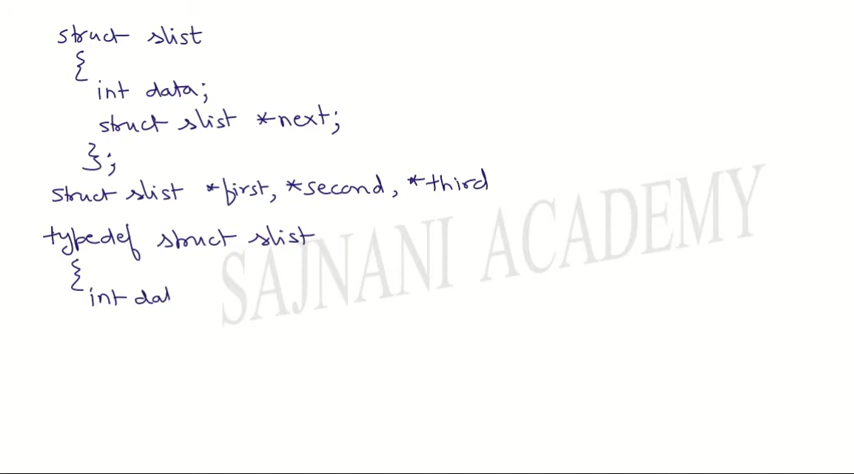 struct slist
{
int data;
struct slist *next;
};
struct slist *first, *second, *third
typedef struct slist
{
int dat
SAJNANI ACADEMY